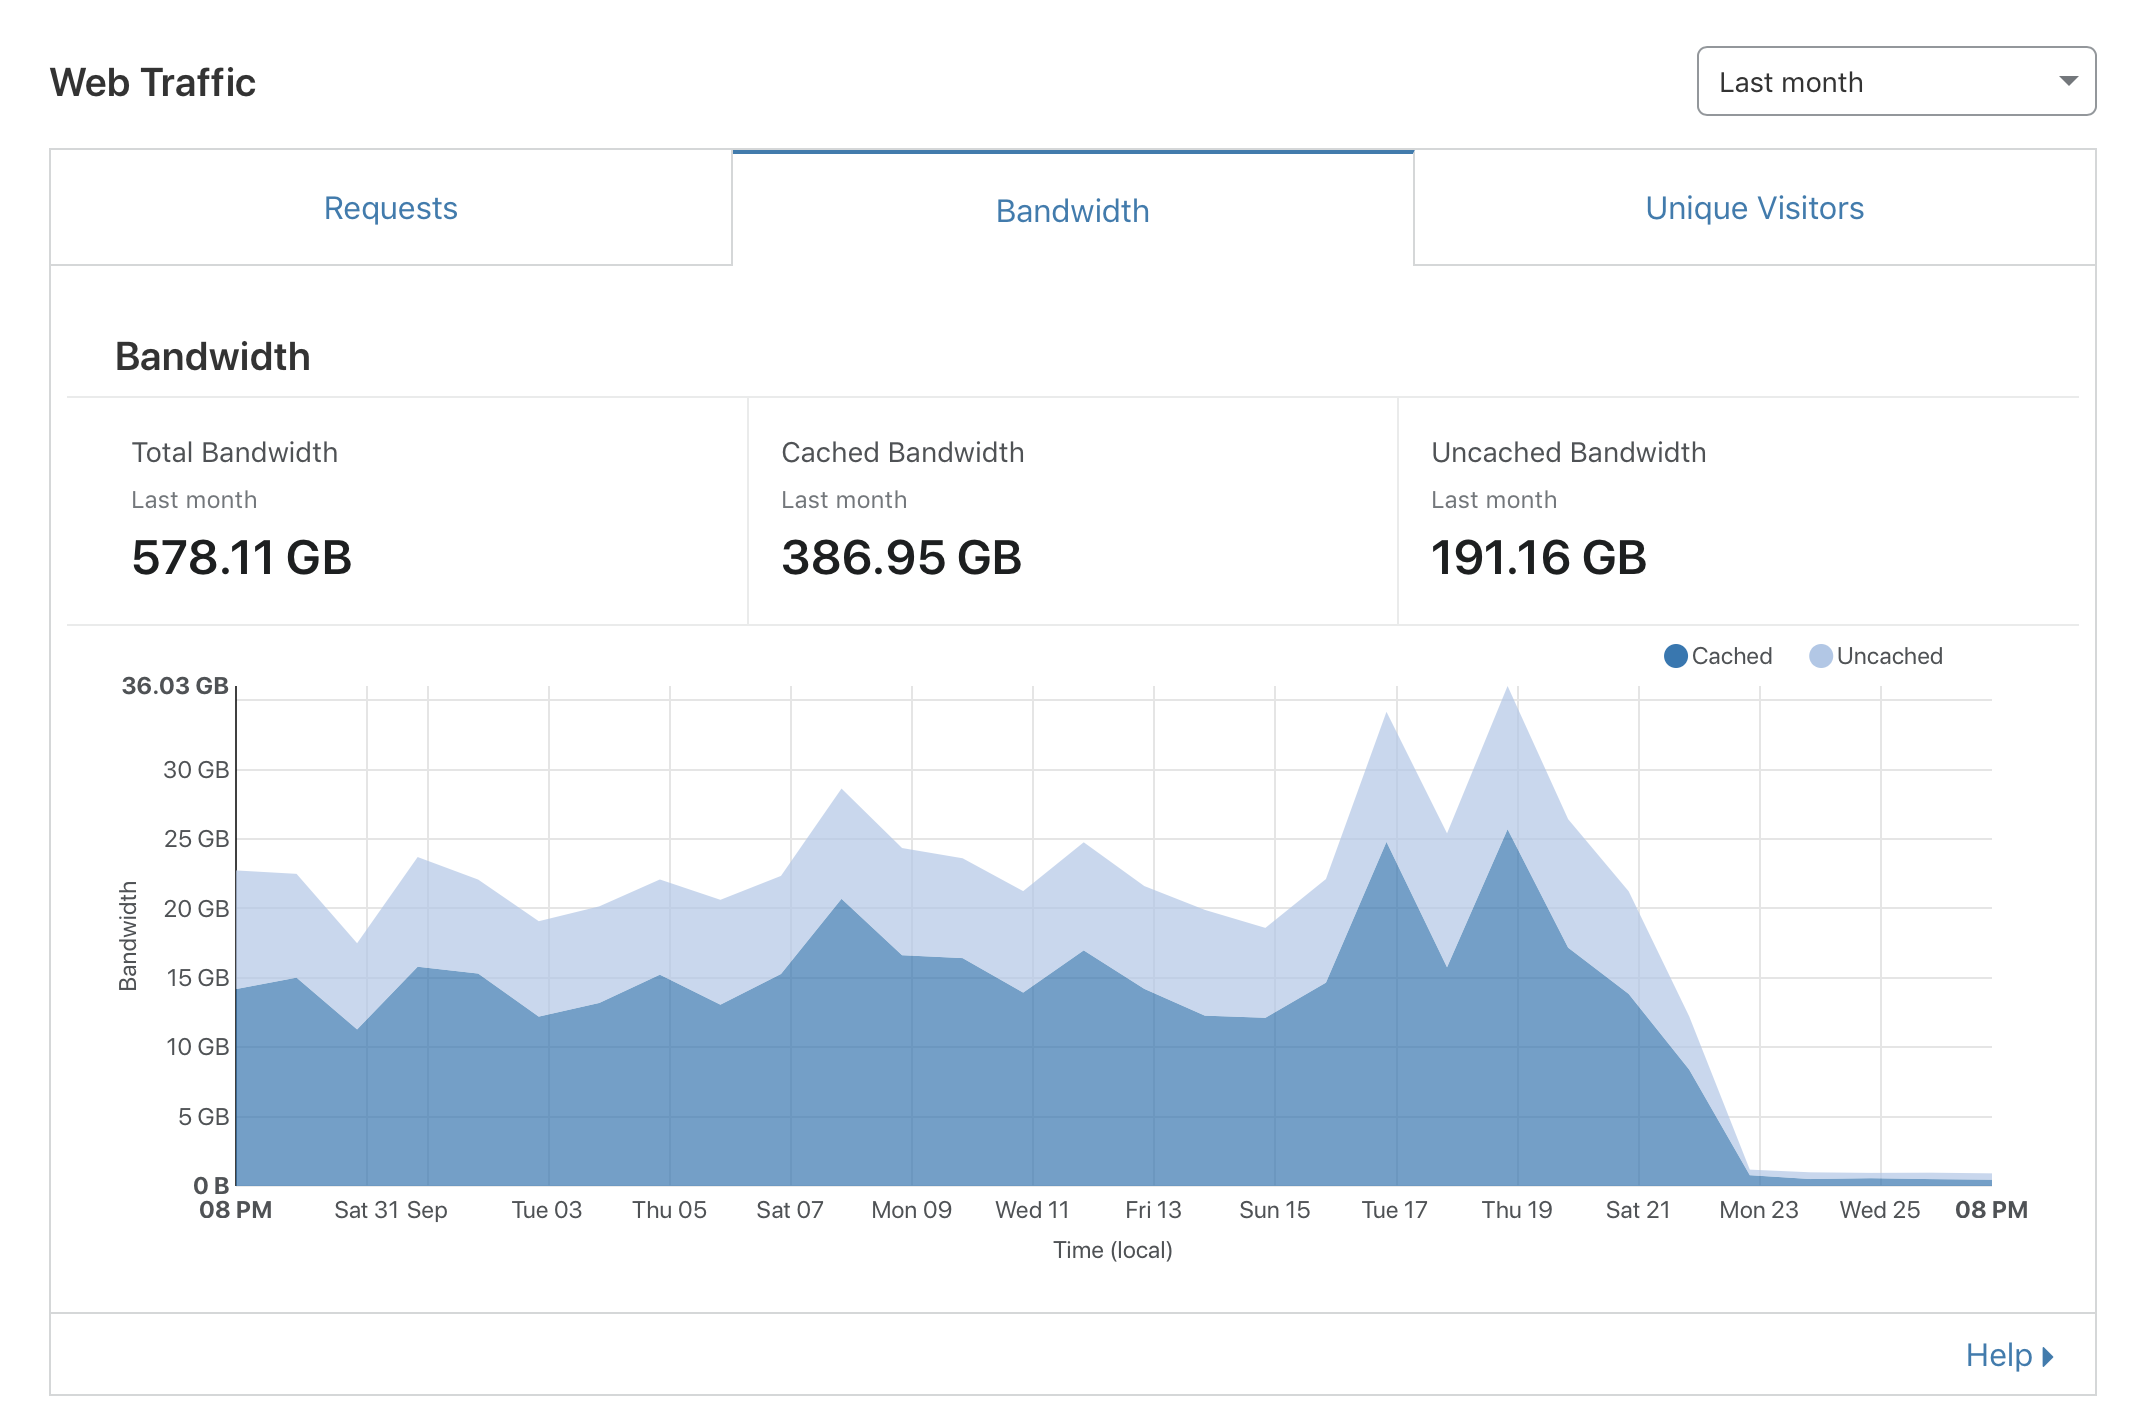 Web Traffic
Last month
Requests
Bandwidth
Unique Visitors
Bandwidth
Total Bandwidth
Last month
578.11 GB
Cached Bandwidth
Last month
386.95 GB
Uncached Bandwidth
Last month
191.16 GB
Cached
Uncached
36.03 GB
30 GB
25 GB
20 GB
15 GB
10 GB
5 GB
0 B
Bandwidth
08 PM Sat 31 Sep Tue 03 Thu 05 Sat 07 Mon 09 Wed 11 Fri 13 Sun 15 Tue 17 Thu 19 Sat 21 Mon 23 Wed 25 08 PM
Time (local)
Help